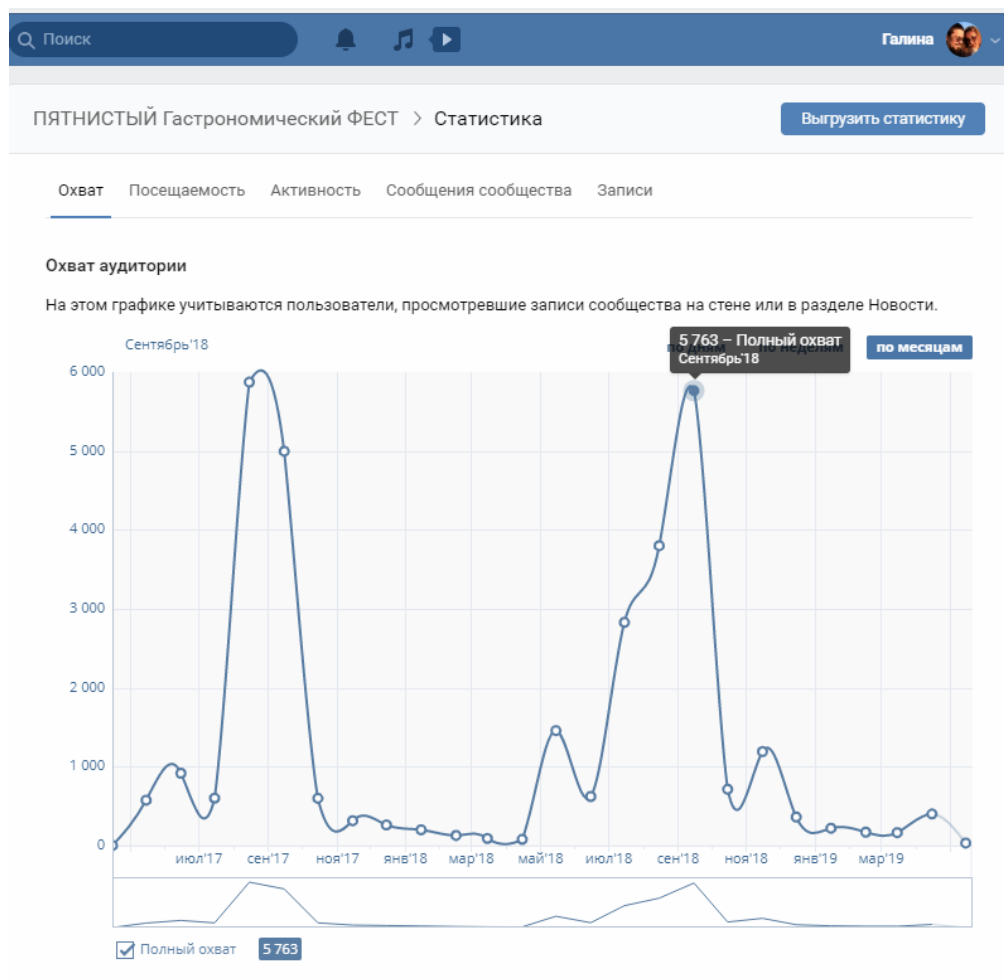 Поиск
Галина
ПЯТНИСТЫЙ Гастрономический ФЕСТ > Статистика
Выгрузить статистику
Охват Посещаемость Активность Сообщения сообщества Записи
Охват аудитории
На этом графике учитываются пользователи, просмотревшие записи сообщества на стене или в разделе Новости.
Сентябрь'18
5 763 – Полный охват
Сентябрь'18
по дням по неделям по месяцам
6 000
5 000
4 000
3 000
2 000
1 000
0
июл'17 сен'17 ноя'17 янв'18 мар'18 май'18 июл'18 сен'18 ноя'18 янв'19 мар'19
Полный охват 5 763